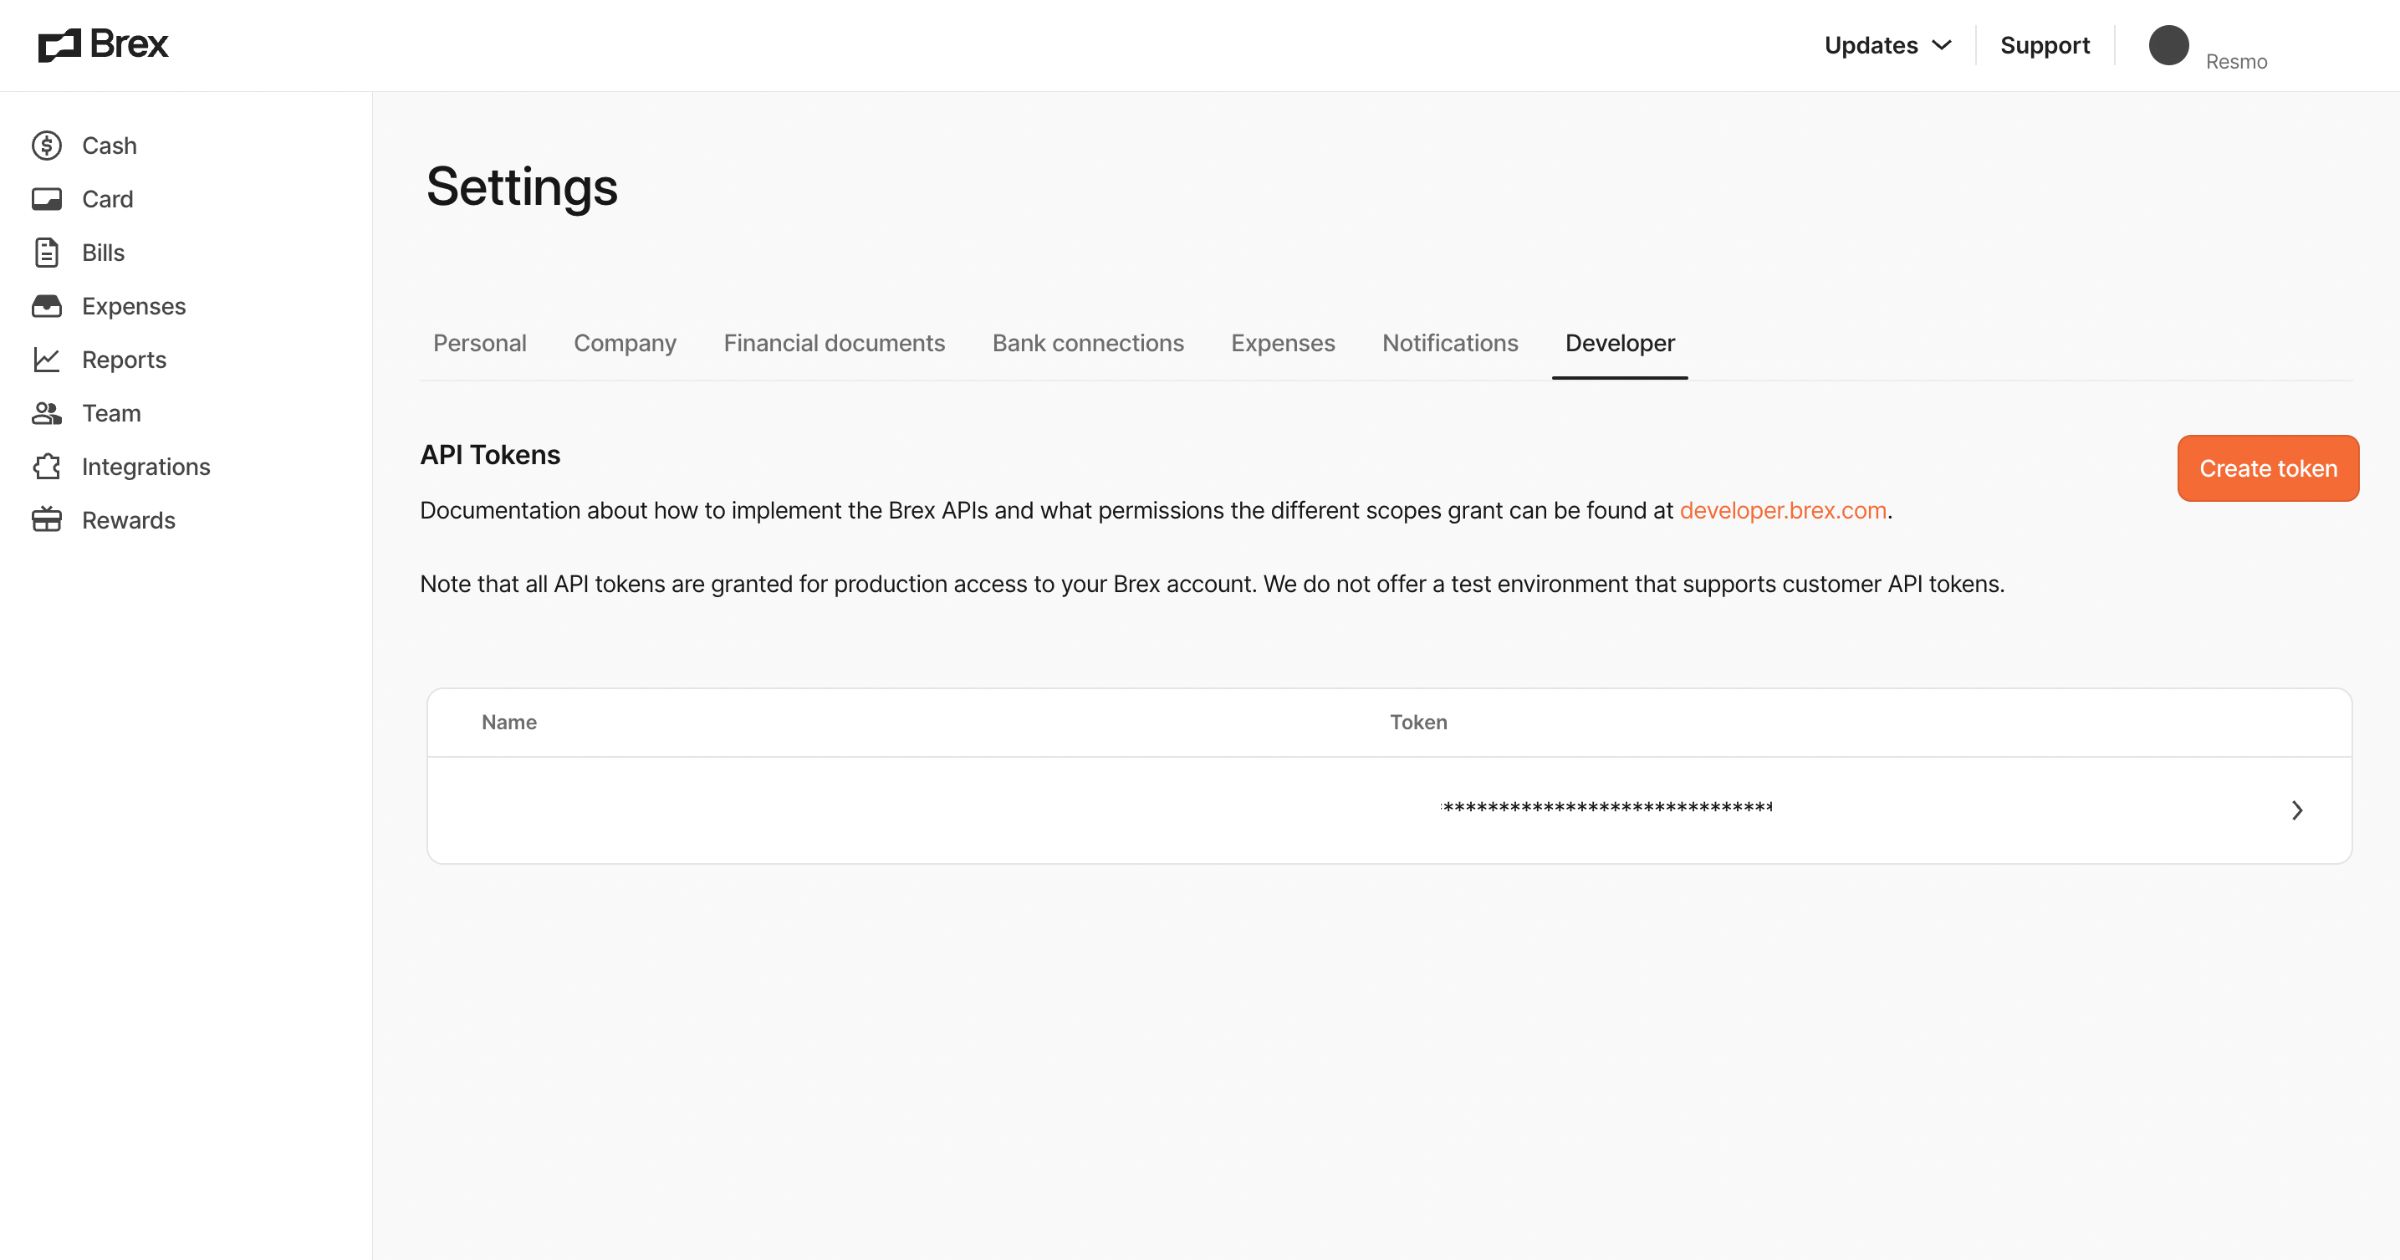 Brex
Updates
Support
Resmo
Cash
Card
Bills
Expenses
Reports
Team
Integrations
Rewards
Settings
Personal
Company
Financial documents
Bank connections
Expenses
Notifications
Developer
API Tokens
Create token
Documentation about how to implement the Brex APIs and what permissions the different scopes grant can be found at developer.brex.com.
Note that all API tokens are granted for production access to your Brex account. We do not offer a test environment that supports customer API tokens.
Name
Token
******************************